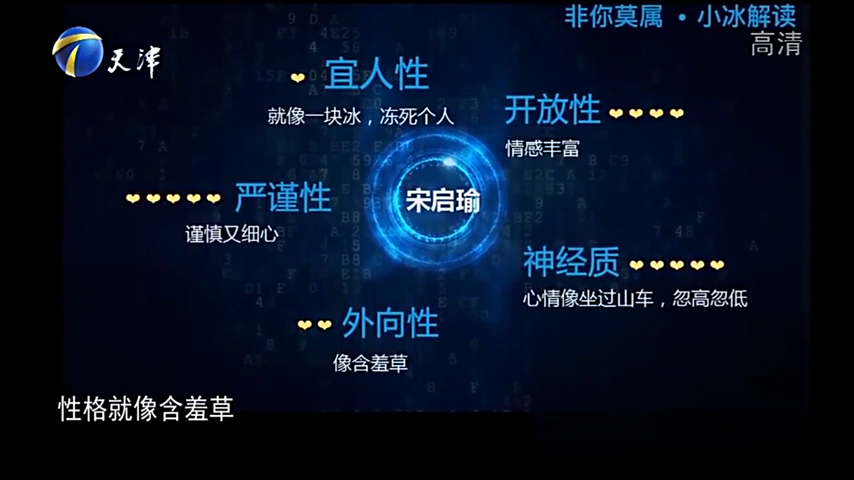 非你莫属 · 小冰解读
高清
天津
宜人性
就像一块冰，冻死个人
开放性
情感丰富
严谨性
谨慎又细心
宋启瑜
神经质
心情像坐过山车，忽高忽低
外向性
像含羞草
性格就像含羞草